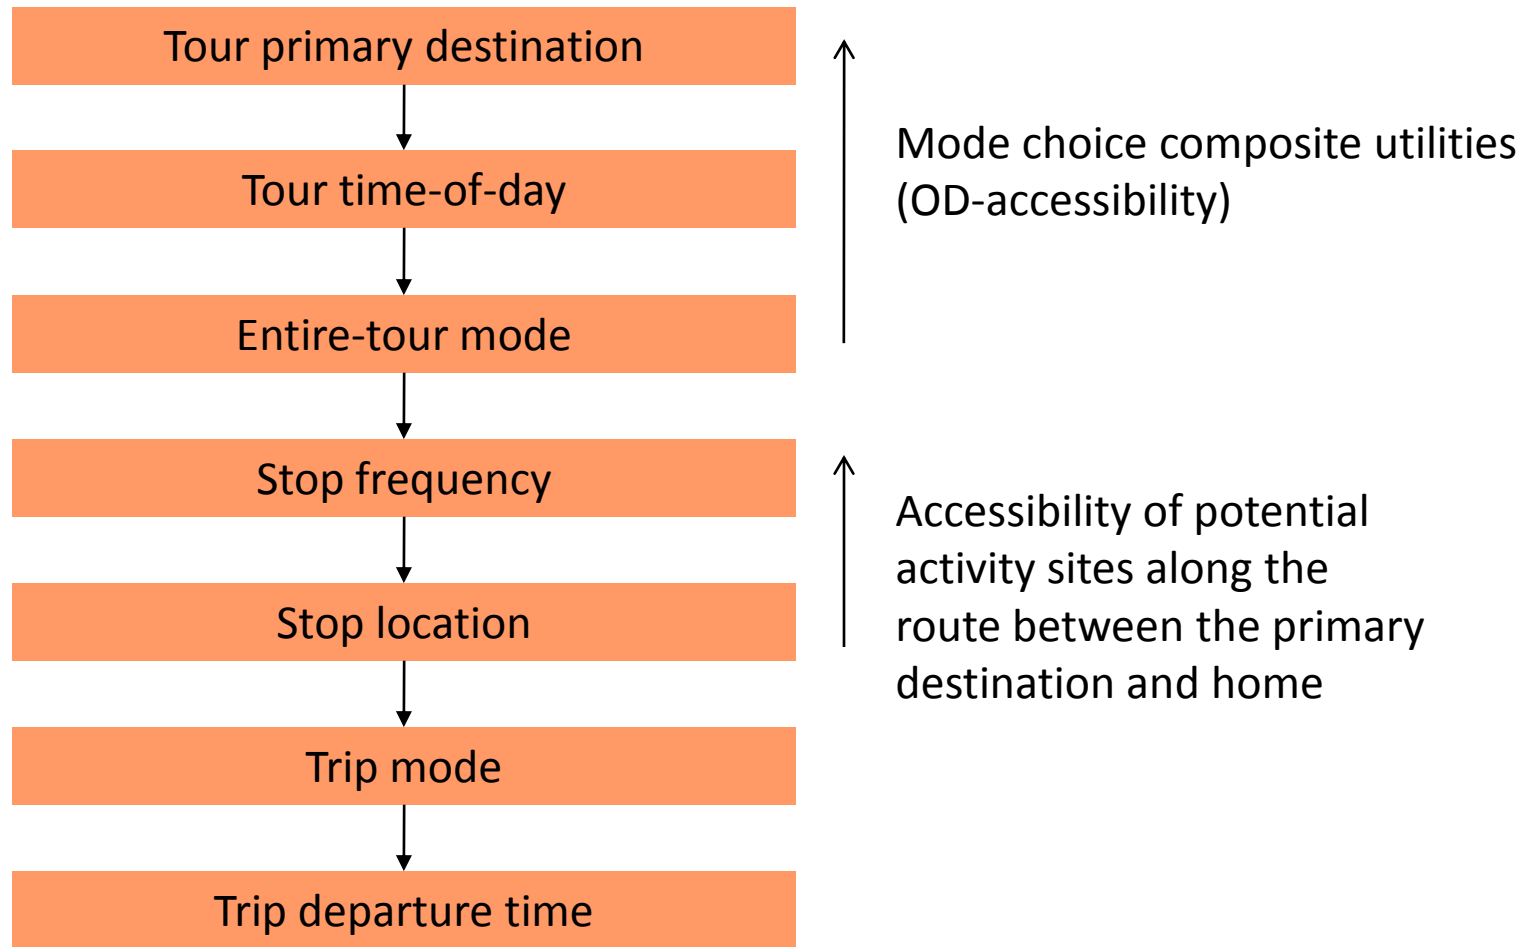 Tour primary destination
Tour time-of-day
Entire-tour mode
Stop frequency
Stop location
Trip mode
Trip departure time
Mode choice composite utilities
(OD-accessibility)
Accessibility of potential
activity sites along the
route between the primary
destination and home